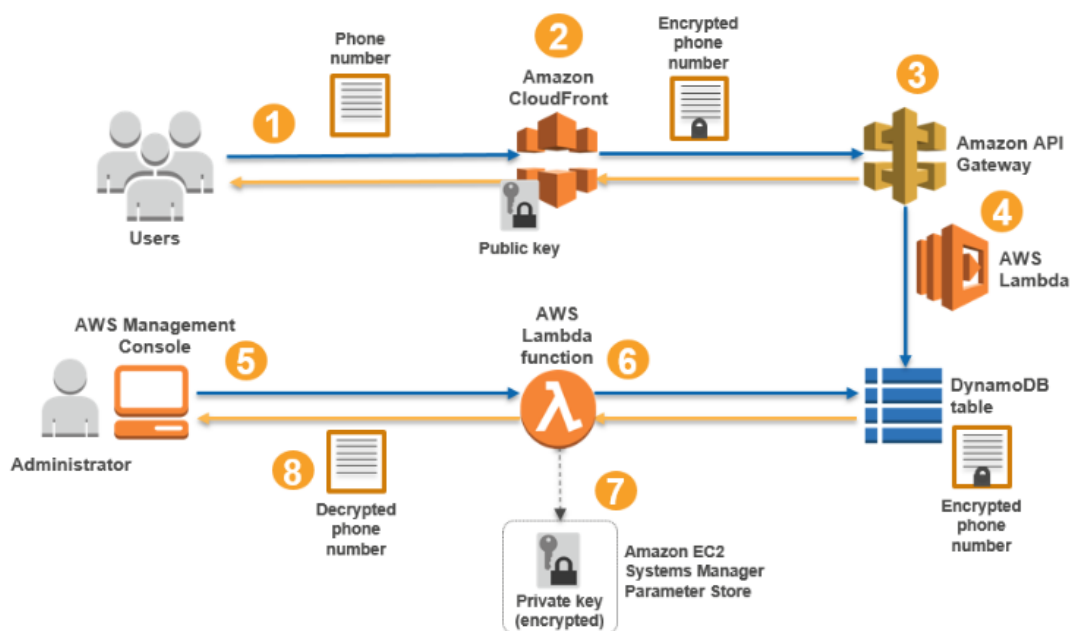 Phone
number
1
2
Amazon
CloudFront
Encrypted
phone
number
3
Amazon API
Gateway
Users
Public key
4
AWS
Lambda
AWS Management
Console
5
AWS
Lambda
function
6
DynamoDB
table
Administrator
8
Decrypted
phone
number
7
Encrypted
phone
number
Private key
(encrypted)
Amazon EC2
Systems Manager
Parameter Store